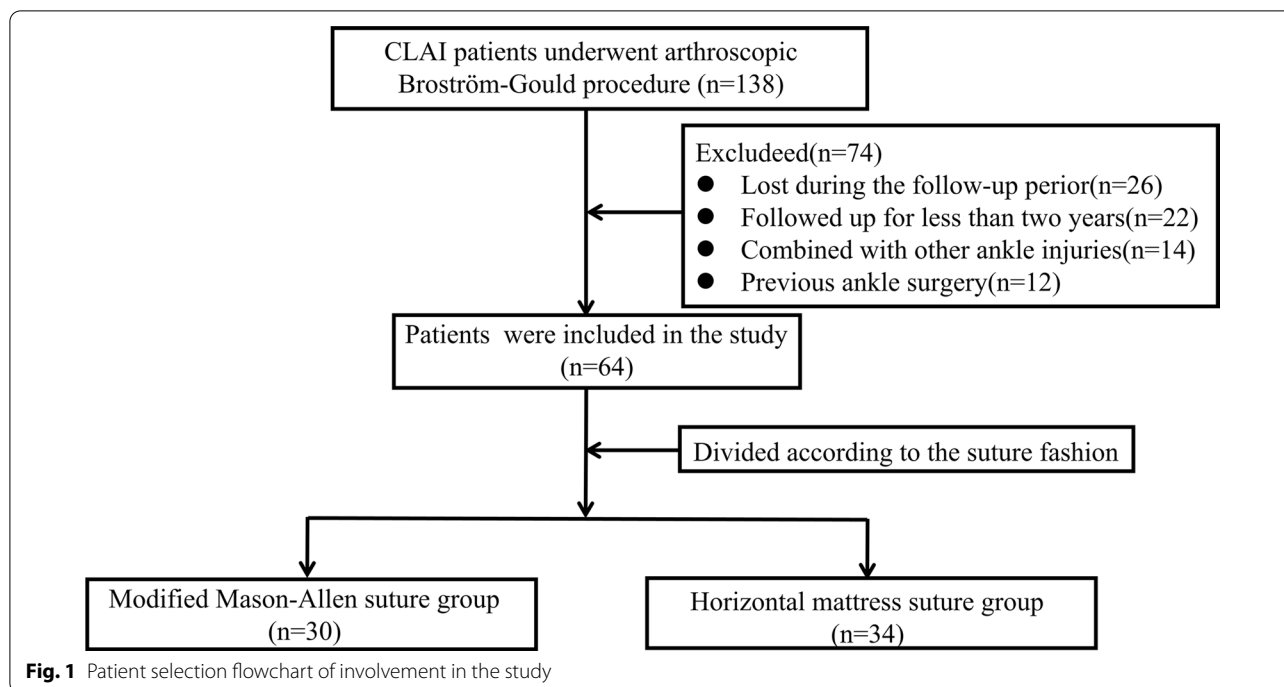 CLAI patients underwent arthroscopic
Broström-Gould procedure (n=138)
Excludeed(n=74)
● Lost during the follow-up perior(n=26)
● Followed up for less than two years(n=22)
● Combined with other ankle injuries(n=14)
● Previous ankle surgery(n=12)
Patients were included in the study
(n=64)
Divided according to the suture fashion
Modified Mason-Allen suture group
(n=30)
Horizontal mattress suture group
(n=34)
Fig. 1 Patient selection flowchart of involvement in the study